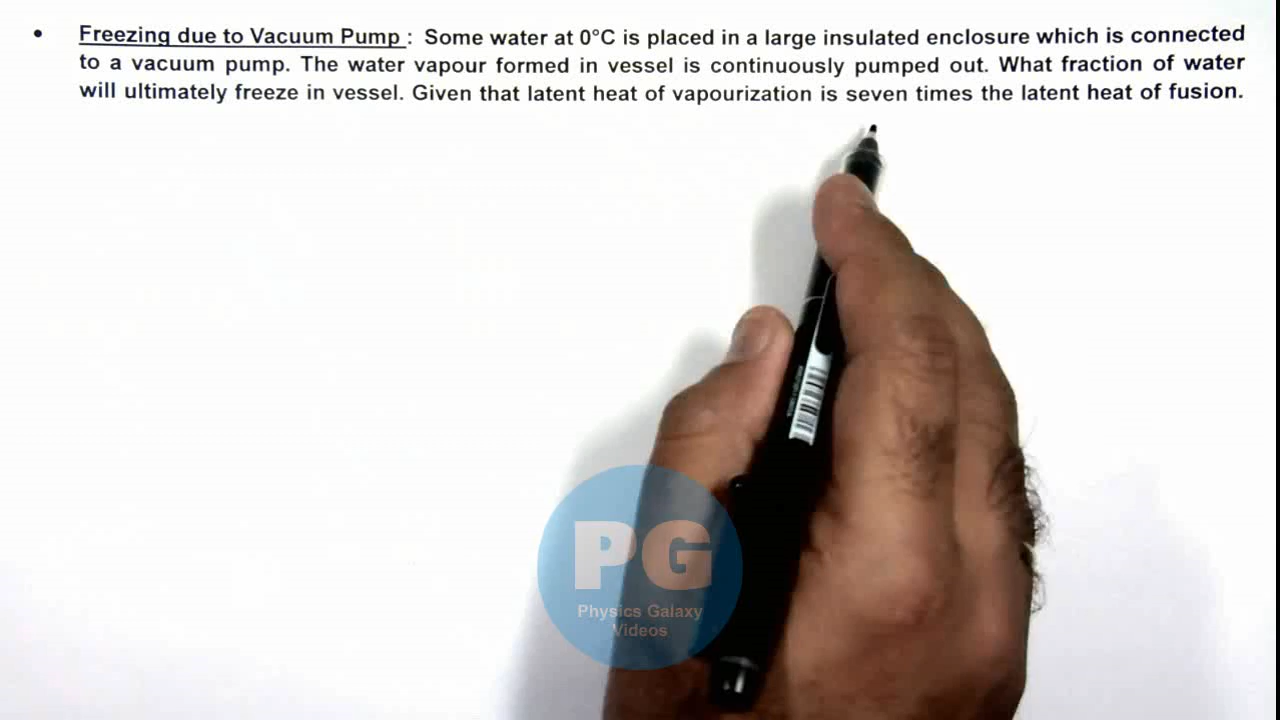 • Freezing due to Vacuum Pump : Some water at 0°C is placed in a large insulated enclosure which is connected
to a vacuum pump. The water vapour formed in vessel is continuously pumped out. What fraction of water
will ultimately freeze in vessel. Given that latent heat of vapourization is seven times the latent heat of fusion.
PG
Physics Galaxy
Videos